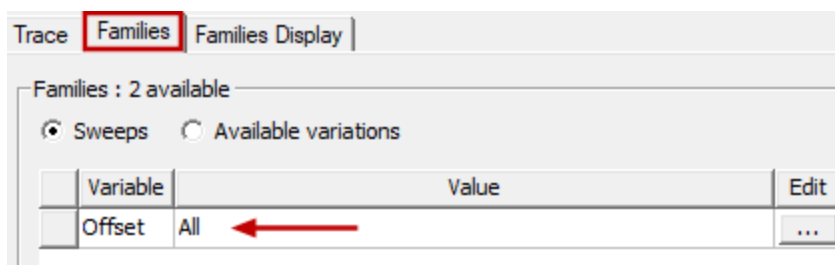 Trace Families Families Display
Families : 2 available
Sweeps Available variations
Variable Value Edit
Offset All ...